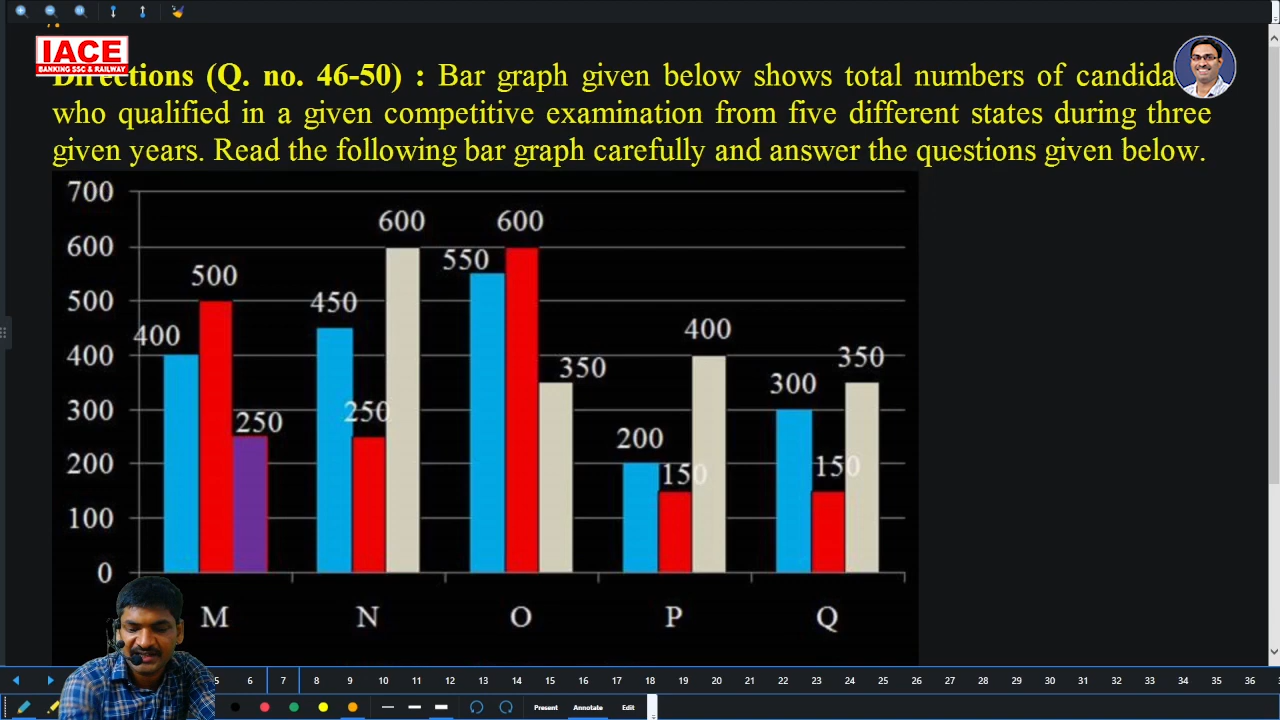 IACE
BANKING SSC & RAILWAY
Directions (Q. no. 46-50) : Bar graph given below shows total numbers of
who qualified in a given competitive examination from five different states during three
given years. Read the following bar graph carefully and answer the questions given below.
700
600
500
400
300
200
100
0
400 500 250
450 250 600
550 600 350
200 150 400
300 150 350
M N O P Q
5 6 7 8 9 10 11 12 13 14 15 16 17 18 19 20 21 22 23 24 25 26 27 28 29 30 31 32 33 34 35 36
Present Annotate Edit